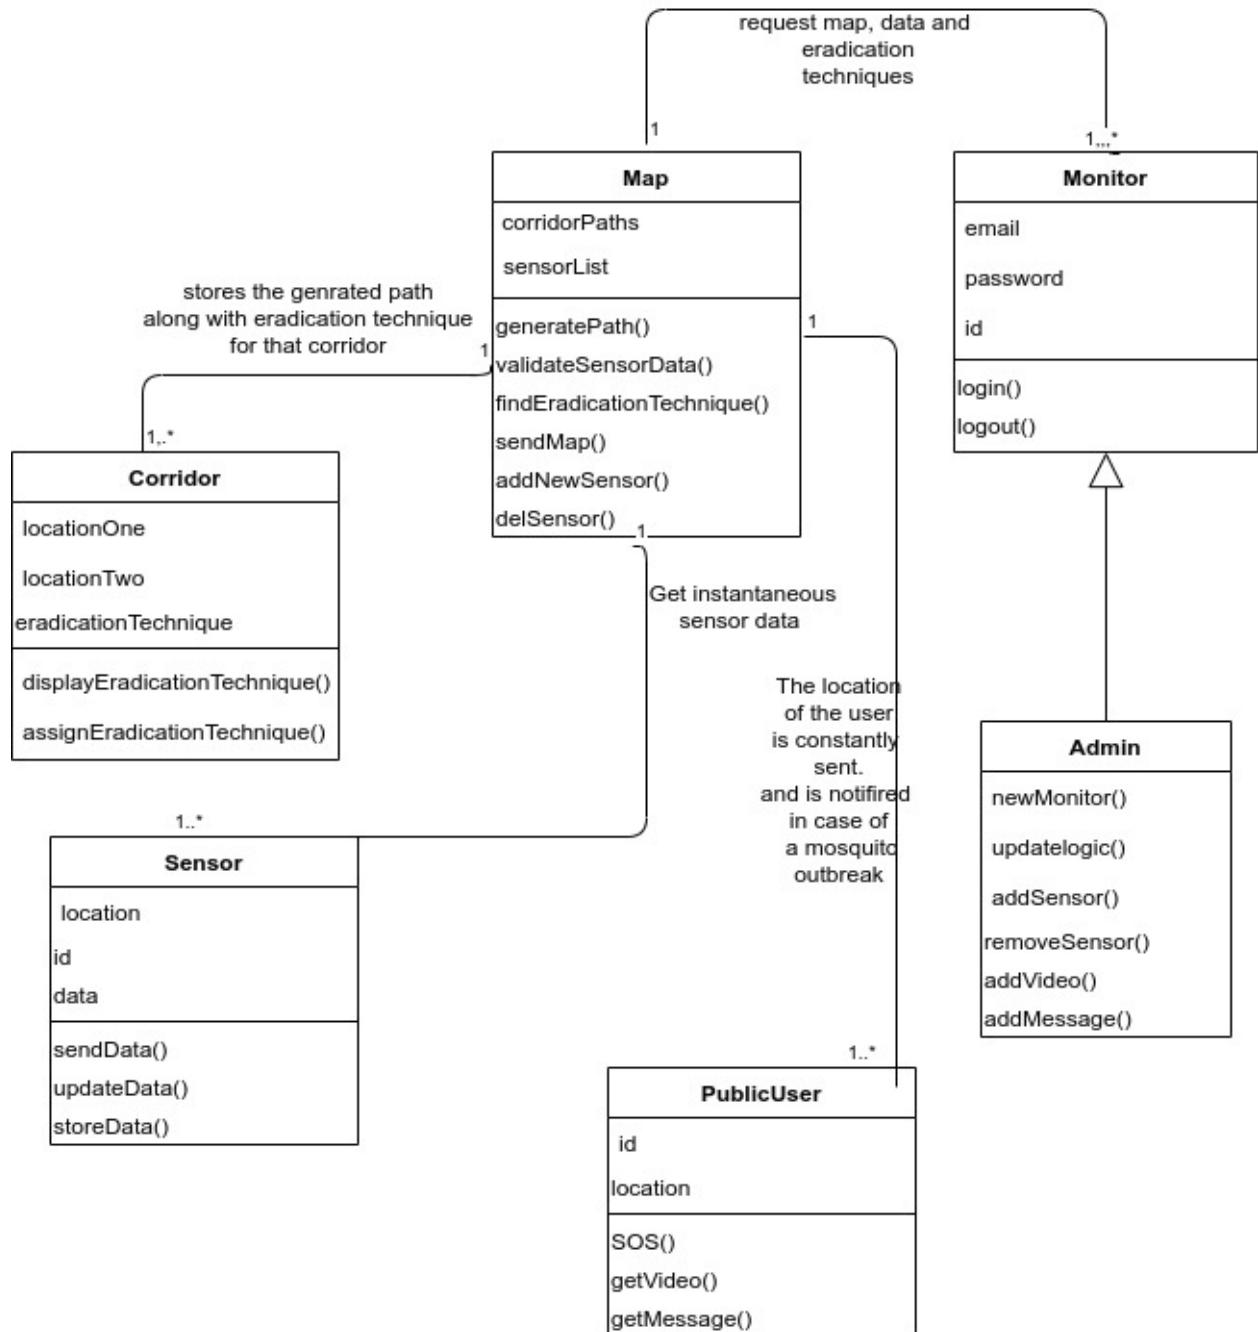 request map, data and
eradication
techniques
1
1,,,*
Map
corridorPaths
sensorList
generatePath()
validateSensorData()
findEradicationTechnique()
sendMap()
addNewSensor()
delSensor()
Monitor
email
password
id
login()
logout()
stores the genrated path
along with eradication technique
for that corridor
1
1,.*
1
Corridor
locationOne
locationTwo
eradicationTechnique
displayEradicationTechnique()
assignEradicationTechnique()
1
Get instantaneous
sensor data
The location
of the user
is constantly
sent.
and is notifired
in case of
a mosquito
outbreak
Admin
newMonitor()
updatelogic()
addSensor()
removeSensor()
addVideo()
addMessage()
1..*
Sensor
location
id
data
sendData()
updateData()
storeData()
1..*
PublicUser
id
location
SOS()
getVideo()
getMessage()